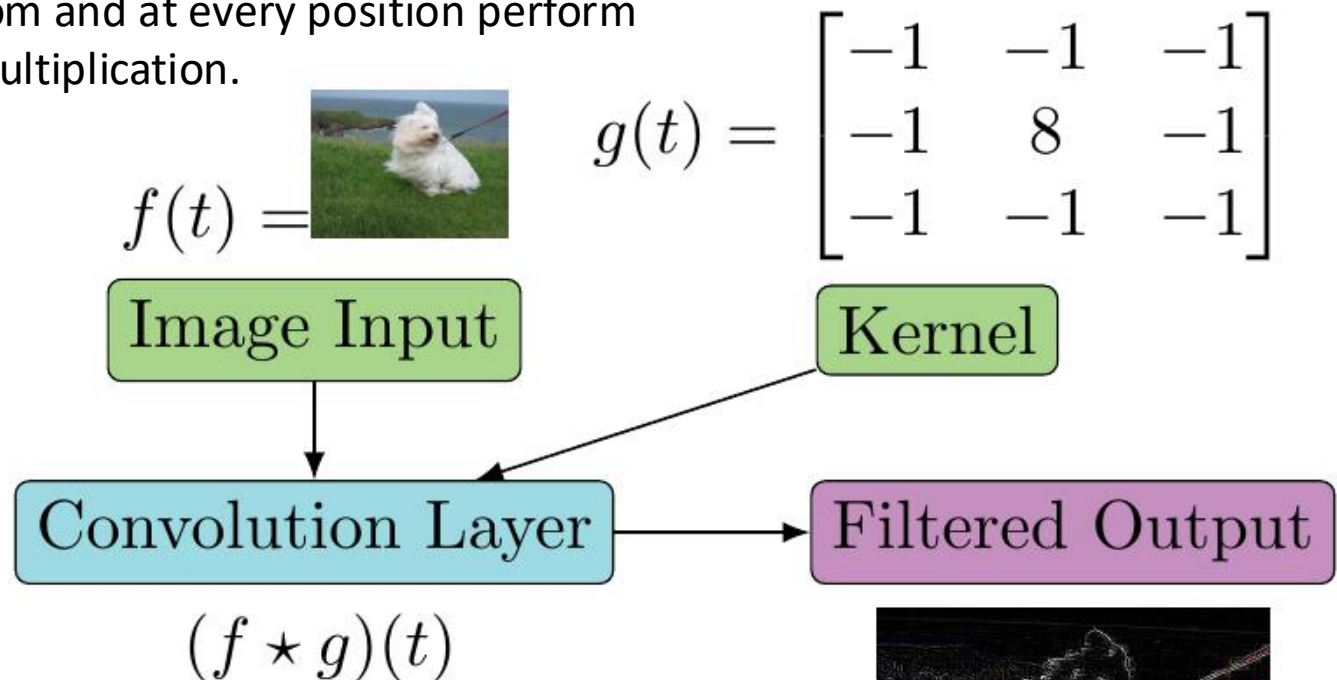 om and at every position perform
ultiplication.
f(t) =
g(t) = [−1 −1 −1
−1 8 −1
−1 −1 −1]
Image Input
Kernel
Convolution Layer
Filtered Output
(f ⋆ g)(t)